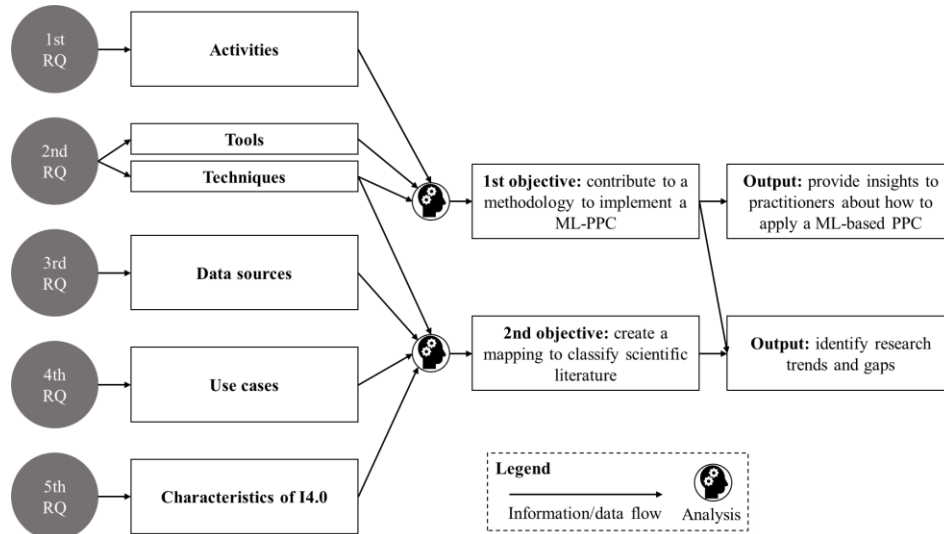 1st
RQ
Activities
2nd
RQ
Tools
Techniques
3rd
RQ
Data sources
4th
RQ
Use cases
5th
RQ
Characteristics of I4.0
1st objective: contribute to a
methodology to implement a
ML-PPC
Output: provide insights to
practitioners about how to
apply a ML-based PPC
2nd objective: create a
mapping to classify scientific
literature
Output: identify research
trends and gaps
Legend
Information/data flow
Analysis